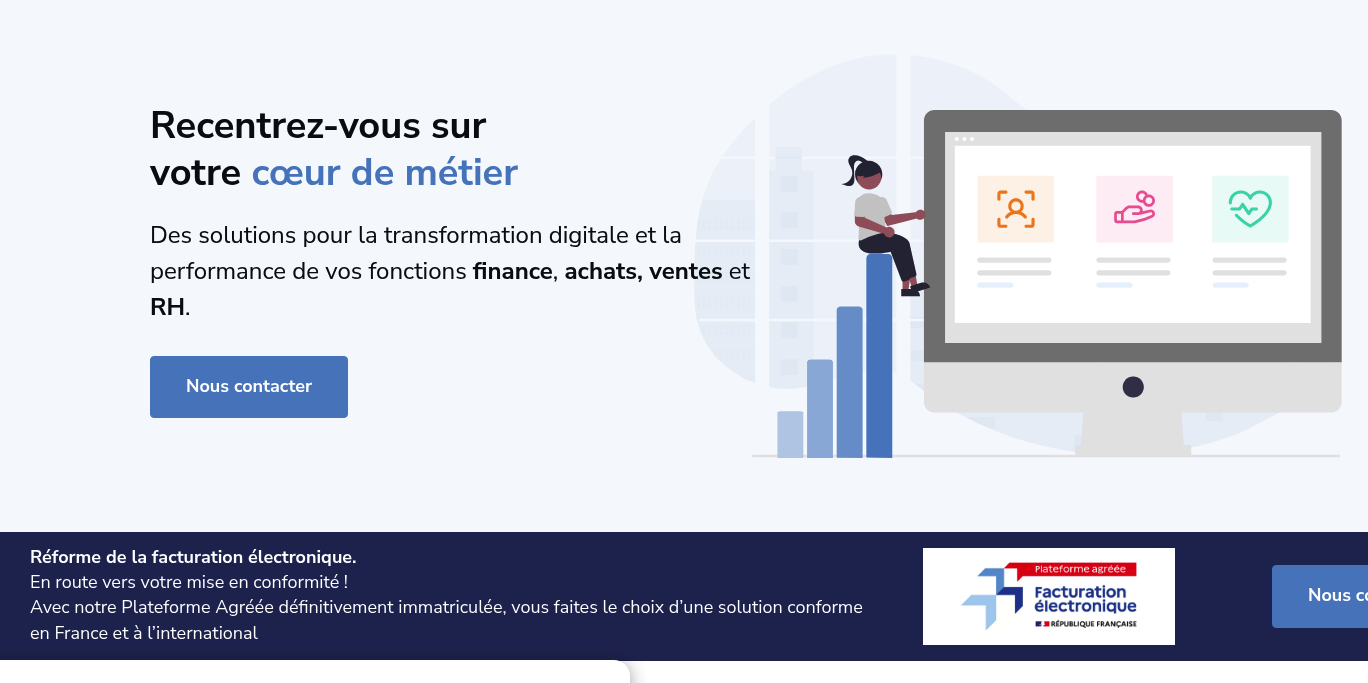 Recentrez-vous sur
votre cœur de métier
Des solutions pour la transformation digitale et la
performance de vos fonctions finance, achats, ventes et
RH.
Nous contacter
Réforme de la facturation électronique.
En route vers votre mise en conformité !
Avec notre Plateforme Agréée définitivement immatriculée, vous faites le choix d’une solution conforme
en France et à l’international
Plateforme agréée
Facturation
électronique
RÉPUBLIQUE FRANÇAISE
Nous co